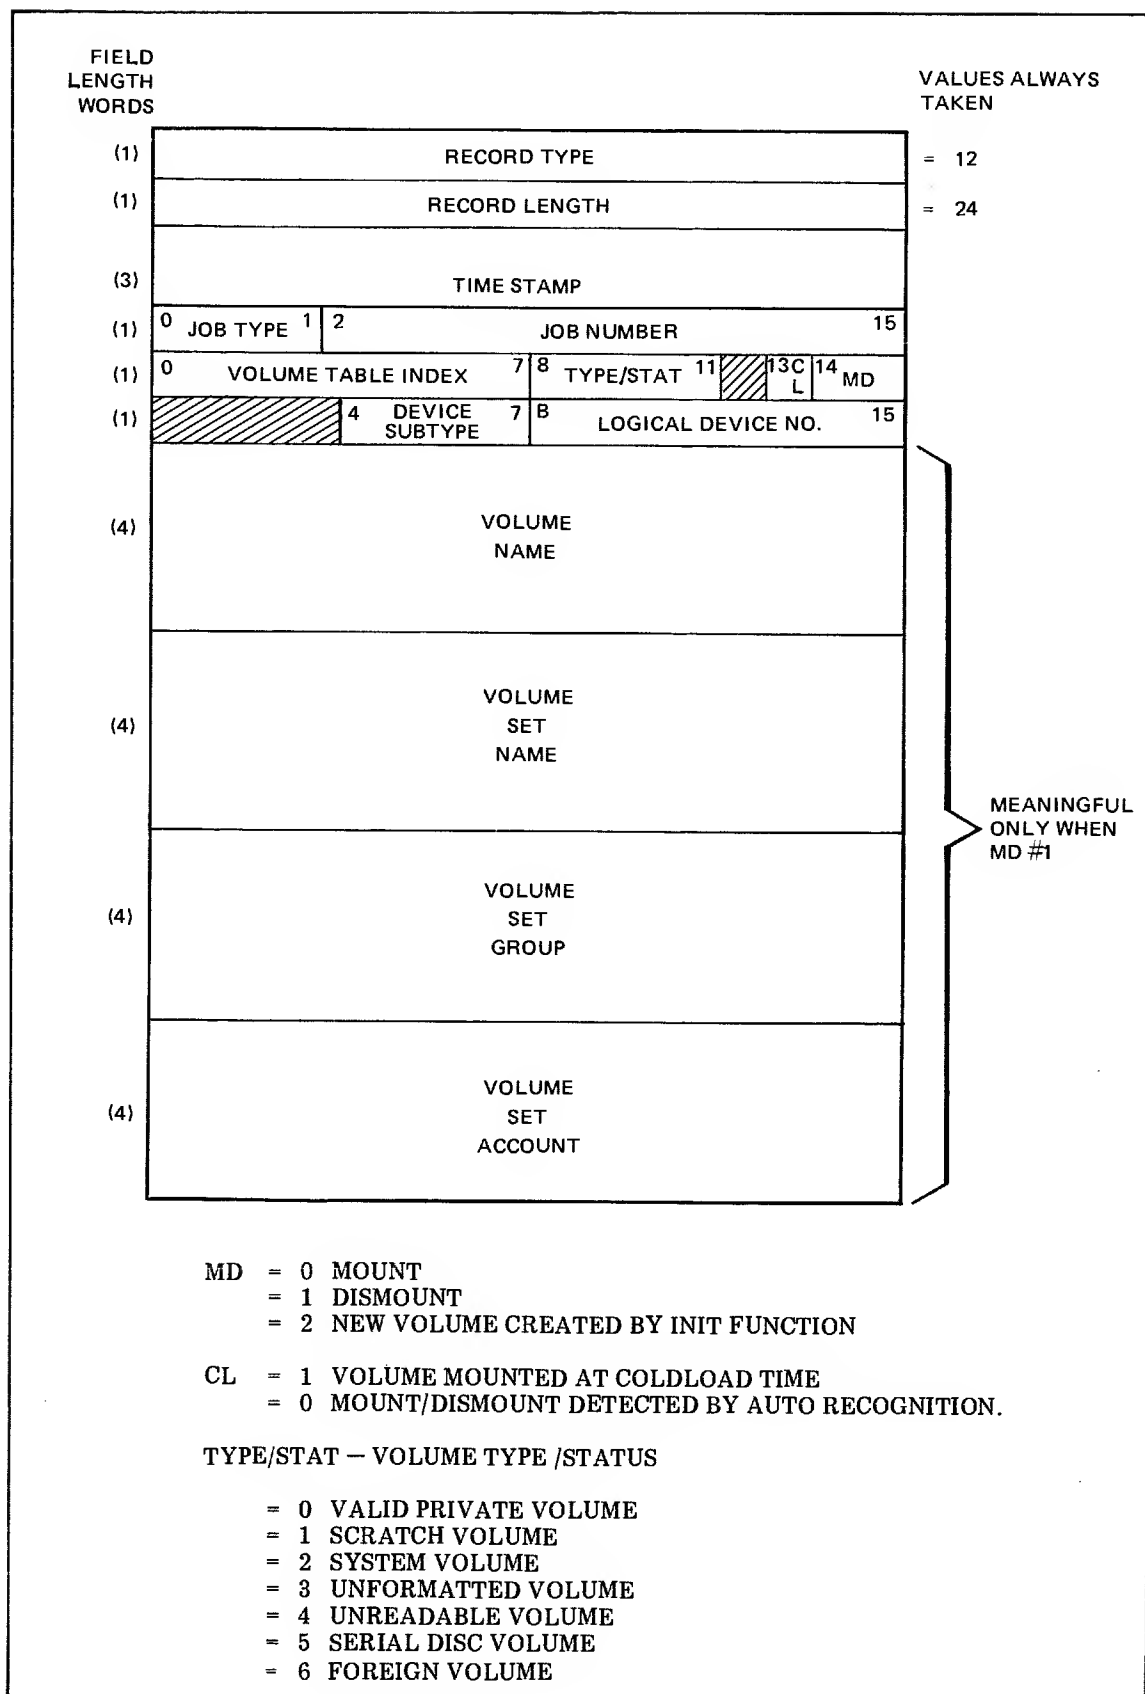 FIELD
LENGTH
WORDS
VALUES ALWAYS
TAKEN
(1) RECORD TYPE = 12
(1) RECORD LENGTH = 24
(3) TIME STAMP
(1) 0 JOB TYPE 1 2 JOB NUMBER 15
(1) 0 VOLUME TABLE INDEX 7 8 TYPE/STAT 11 13 CL 14 MD
(1) 4 DEVICE SUBTYPE 7 B LOGICAL DEVICE NO. 15
(4) VOLUME
NAME
(4) VOLUME
SET
NAME
MEANINGFUL
ONLY WHEN
MD #1
(4) VOLUME
SET
GROUP
(4) VOLUME
SET
ACCOUNT
MD = 0 MOUNT
= 1 DISMOUNT
= 2 NEW VOLUME CREATED BY INIT FUNCTION
CL = 1 VOLUME MOUNTED AT COLDLOAD TIME
= 0 MOUNT/DISMOUNT DETECTED BY AUTO RECOGNITION.
TYPE/STAT — VOLUME TYPE /STATUS
= 0 VALID PRIVATE VOLUME
= 1 SCRATCH VOLUME
= 2 SYSTEM VOLUME
= 3 UNFORMATTED VOLUME
= 4 UNREADABLE VOLUME
= 5 SERIAL DISC VOLUME
= 6 FOREIGN VOLUME